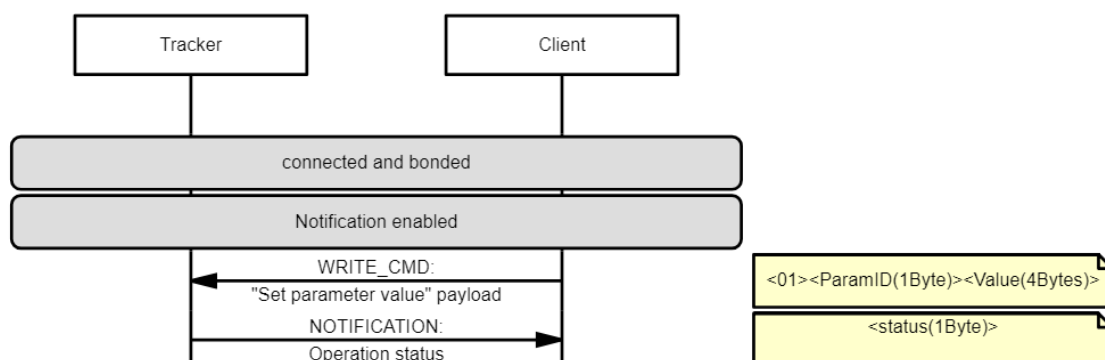 Tracker
Client
connected and bonded
Notification enabled
WRITE_CMD:
"Set parameter value" payload
<01><ParamID(1Byte)><Value(4Bytes)>
NOTIFICATION:
Operation status
<status(1Byte)>